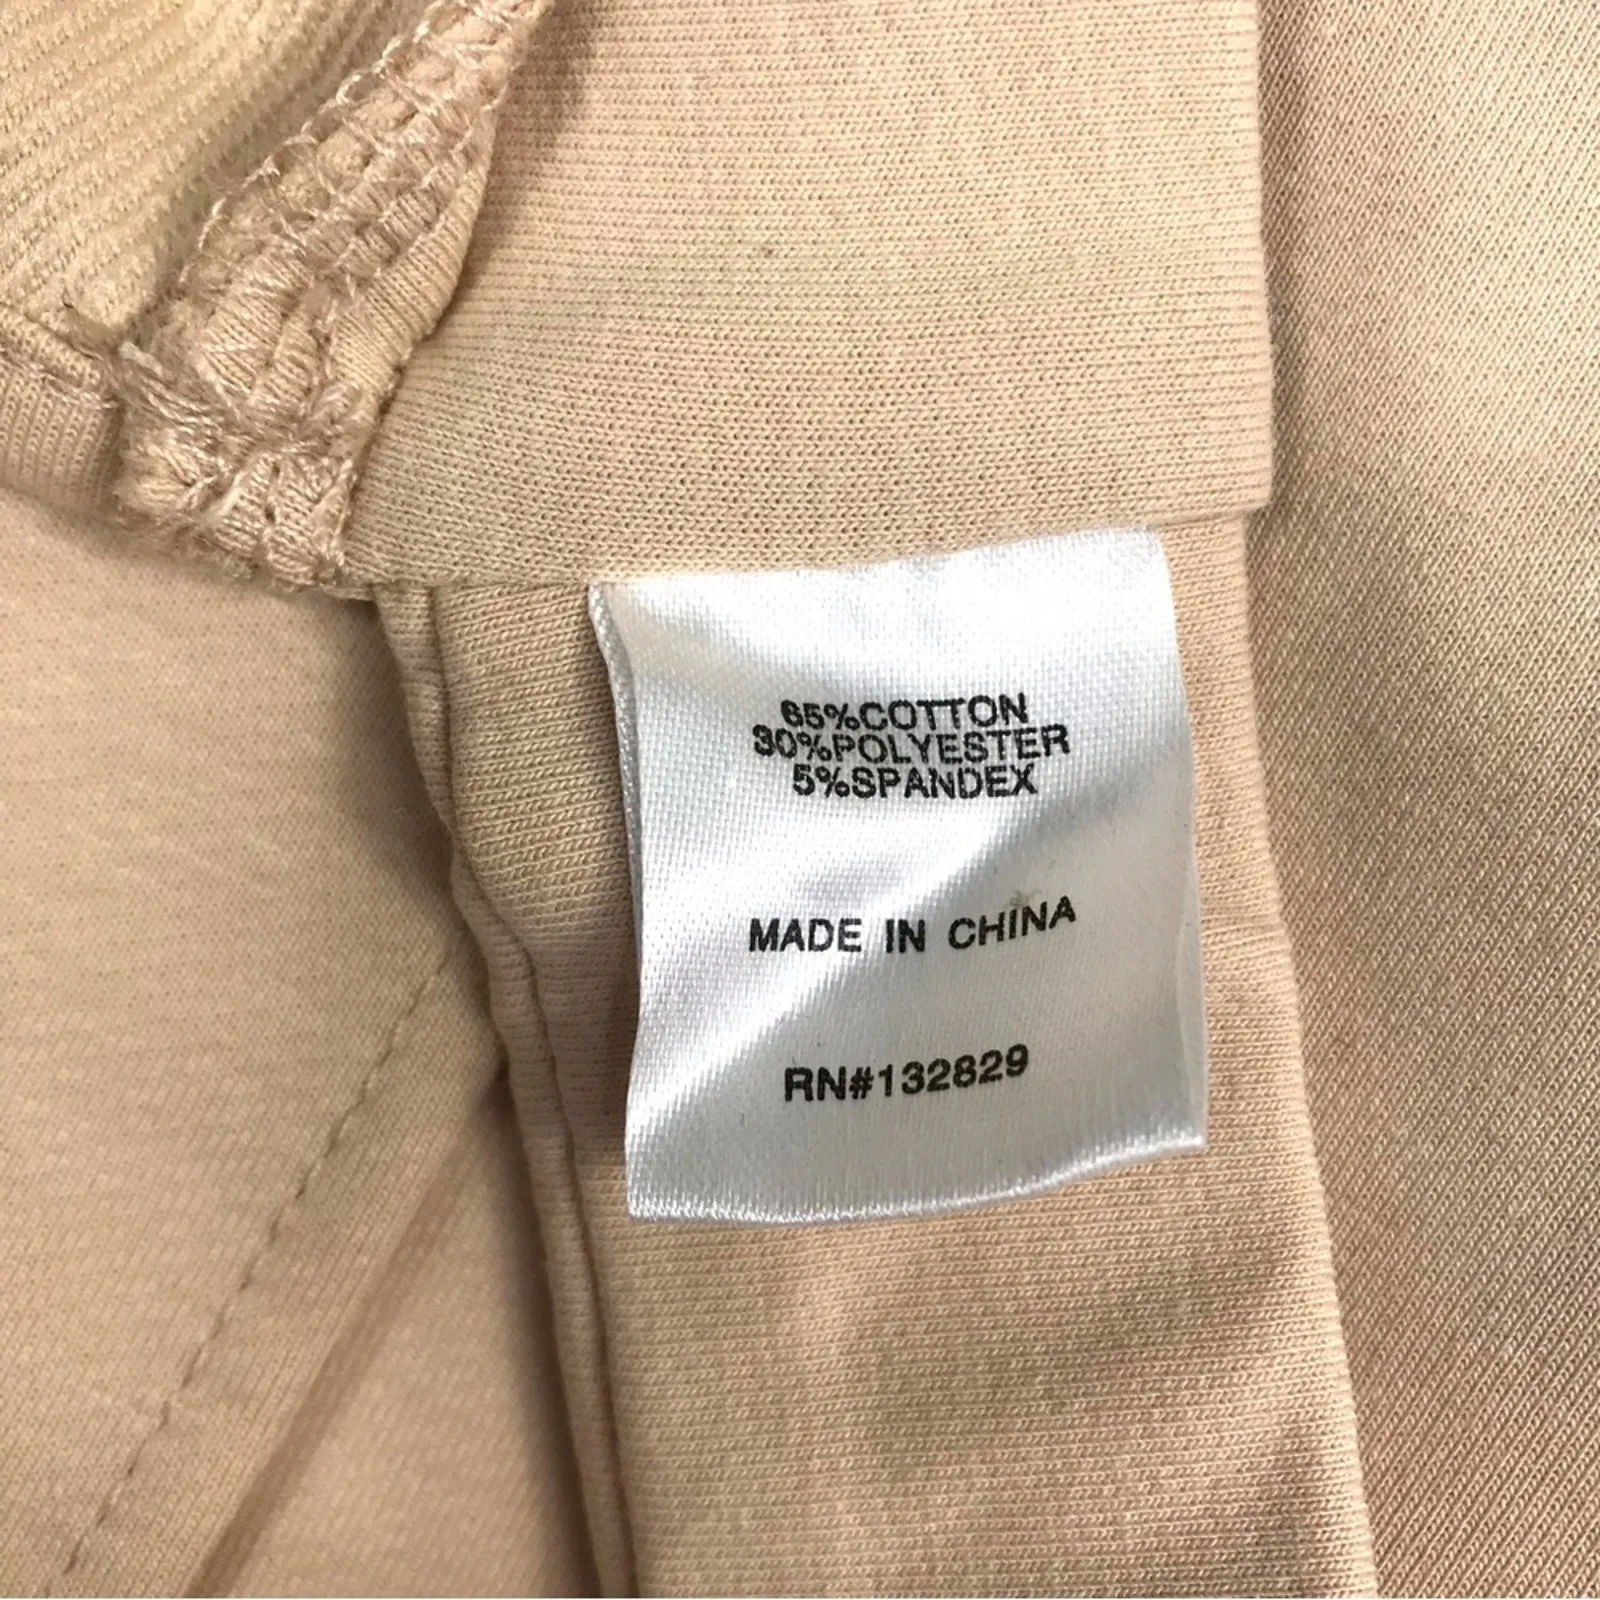 65%COTTON
30%POLYESTER
5%SPANDEX
MADE IN CHINA
RN#132829